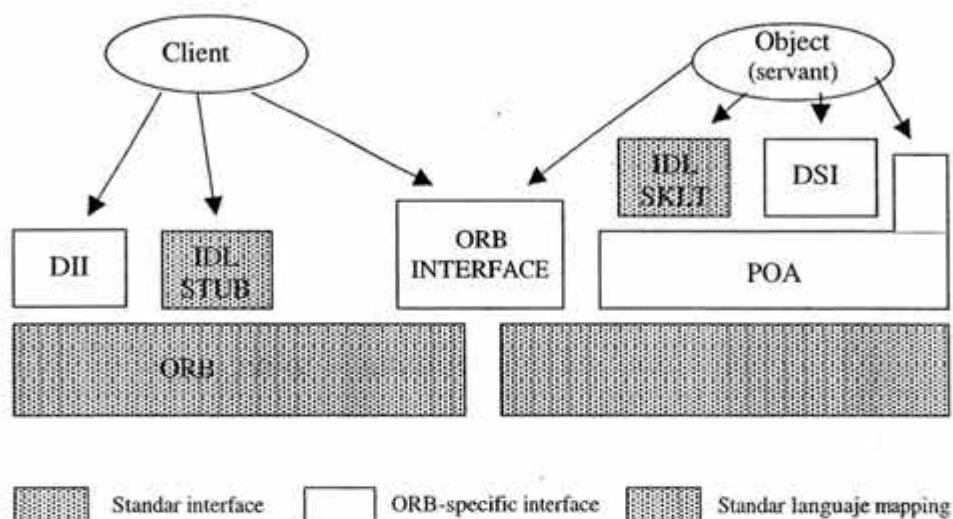 Client
Object
(servant)
IDL
SKLT
DSI
DII
IDL
STUB
ORB
INTERFACE
POA
ORB
Standar interface
ORB-specific interface
Standar languaje mapping